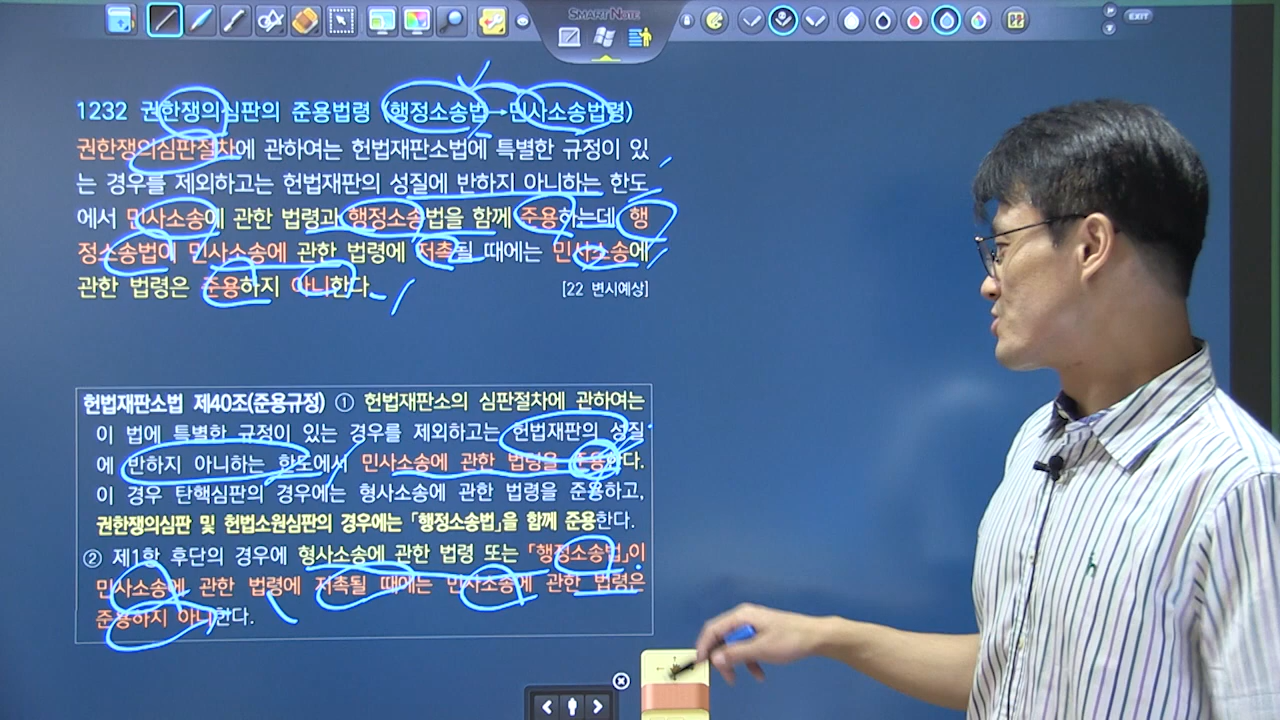 SMART NOTE
EXIT
1232 권한쟁의심판의 준용법령 (행정소송법→민사소송법령)
권한쟁의심판절차에 관하여는 헌법재판소법에 특별한 규정이 있
는 경우를 제외하고는 헌법재판의 성질에 반하지 아니하는 한도
에서 민사소송에 관한 법령과 행정소송법을 함께 준용하는데 행
정소송법이 민사소송에 관한 법령에 저촉될 때에는 민사소송에
관한 법령은 준용하지 아니한다.
[22 변시예상]
헌법재판소법 제40조(준용규정) ① 헌법재판소의 심판절차에 관하여는
이 법에 특별한 규정이 있는 경우를 제외하고는 헌법재판의 성질
에 반하지 아니하는 한도에서 민사소송에 관한 법령을 준용한다.
이 경우 탄핵심판의 경우에는 형사소송에 관한 법령을 준용하고,
권한쟁의심판 및 헌법소원심판의 경우에는 「행정소송법」을 함께 준용한다.
② 제1항 후단의 경우에 형사소송에 관한 법령 또는 「행정소송법」이
민사소송에 관한 법령에 저촉될 때에는 민사소송에 관한 법령은
준용하지 아니한다.